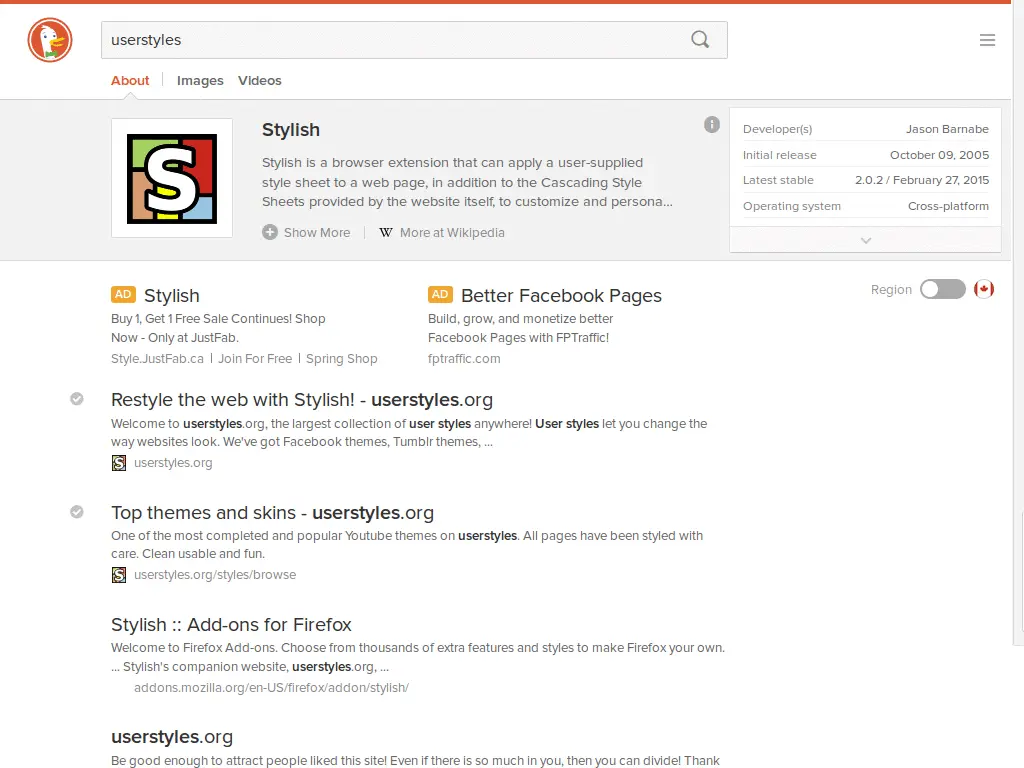 userstyles
About Images Videos
S
Stylish
Stylish is a browser extension that can apply a user-supplied
style sheet to a web page, in addition to the Cascading Style
Sheets provided by the website itself, to customize and persona...
Show More
W More at Wikipedia
Developer(s) Jason Barnabe
Initial release October 09, 2005
Latest stable 2.0.2 / February 27, 2015
Operating system Cross-platform
Region
AD Stylish
Buy 1, Get 1 Free Sale Continues! Shop
Now - Only at JustFab.
Style.JustFab.ca | Join For Free | Spring Shop
AD Better Facebook Pages
Build, grow, and monetize better
Facebook Pages with FPTraffic!
fptraffic.com
Restyle the web with Stylish! - userstyles.org
Welcome to userstyles.org, the largest collection of user styles anywhere! User styles let you change the
way websites look. We've got Facebook themes, Tumblr themes, ...
S userstyles.org
Top themes and skins - userstyles.org
One of the most completed and popular Youtube themes on userstyles. All pages have been styled with
care. Clean usable and fun.
S userstyles.org/styles/browse
Stylish :: Add-ons for Firefox
Welcome to Firefox Add-ons. Choose from thousands of extra features and styles to make Firefox your own.
... Stylish's companion website, userstyles.org, ...
addons.mozilla.org/en-US/firefox/addon/stylish/
userstyles.org
Be good enough to attract people liked this site! Even if there is so much in you, then you can divide! Thank